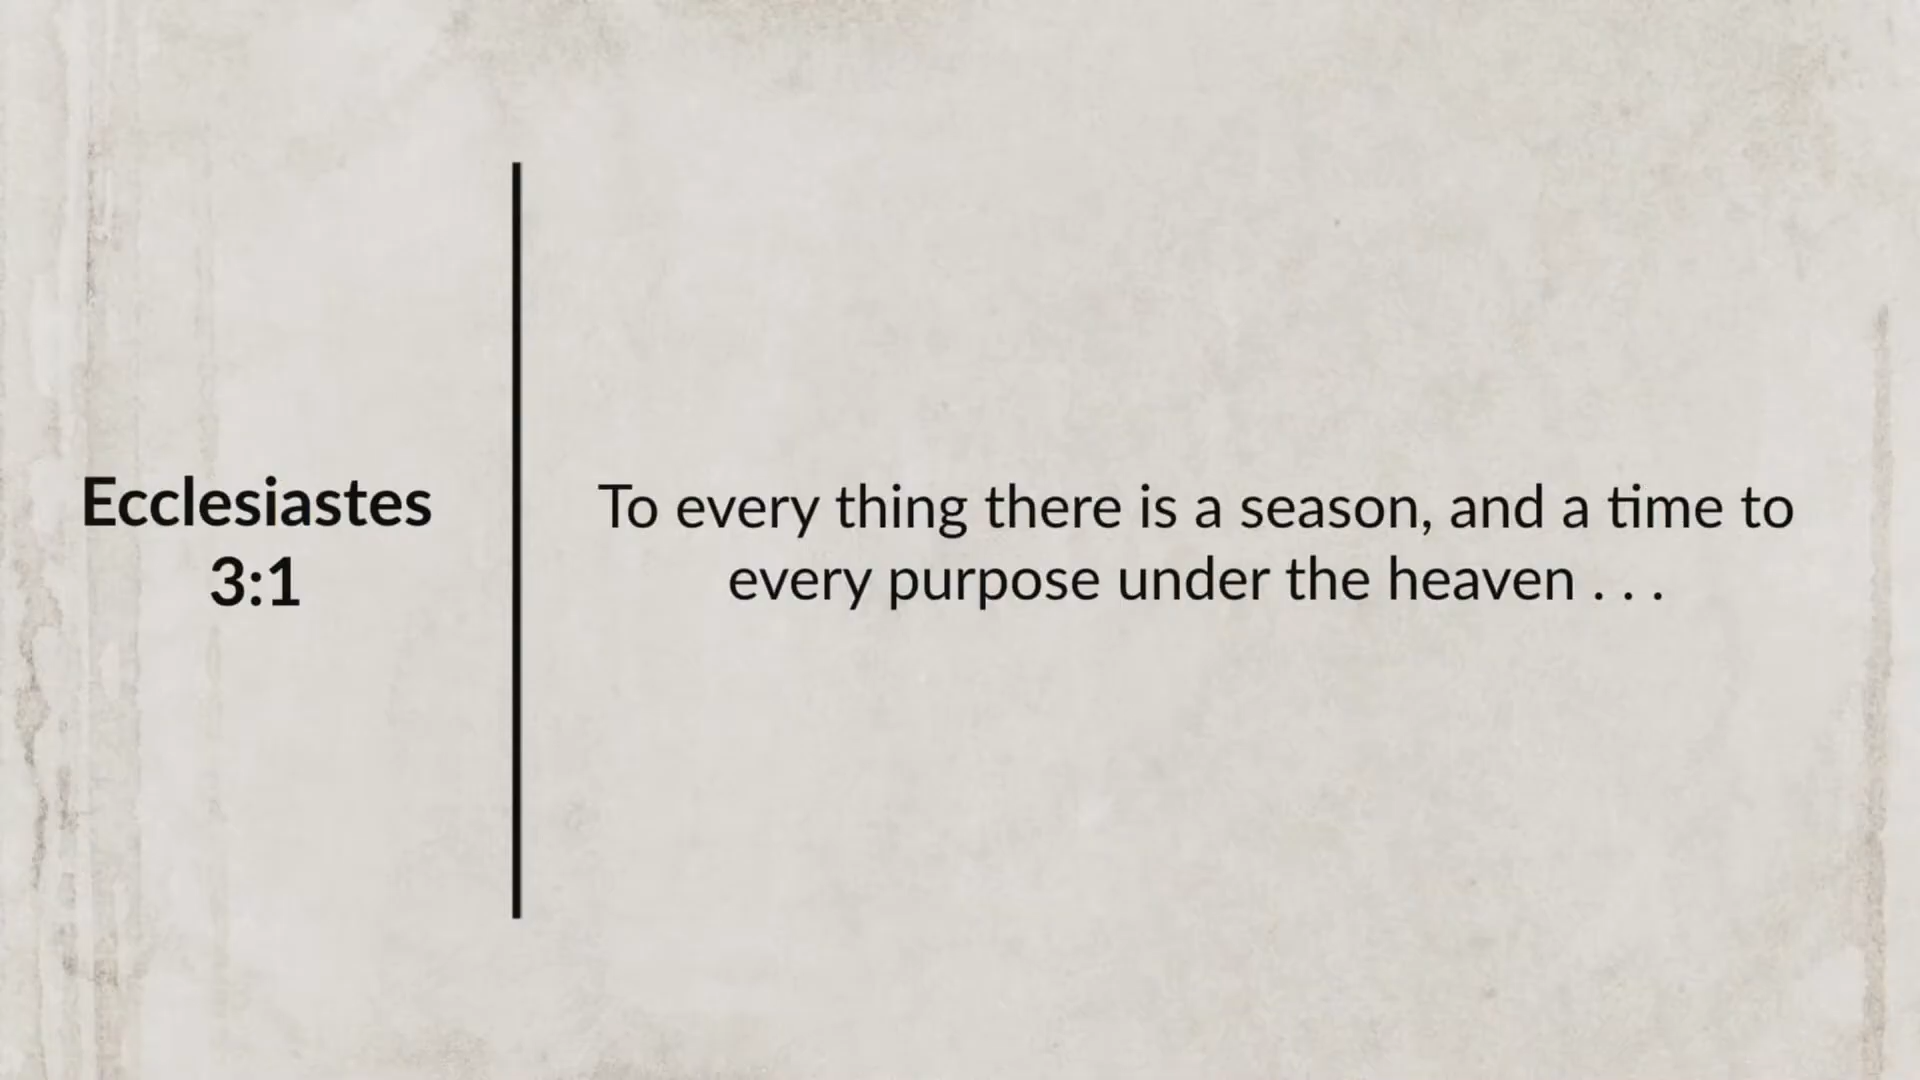 Ecclesiastes
3:1
To every thing there is a season, and a time to
every purpose under the heaven . . .